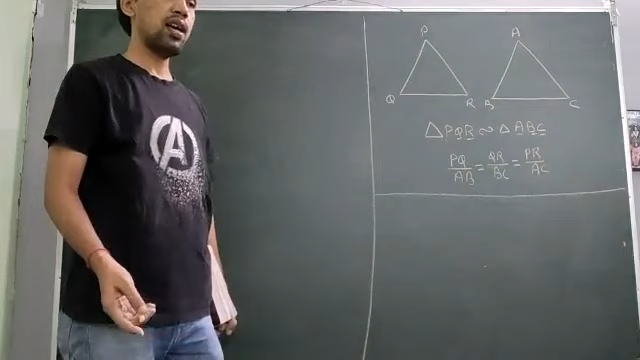 P
A
Q
R
B
C
△PQR ∾ △ABC
PQ/AB = QR/BC = PR/AC